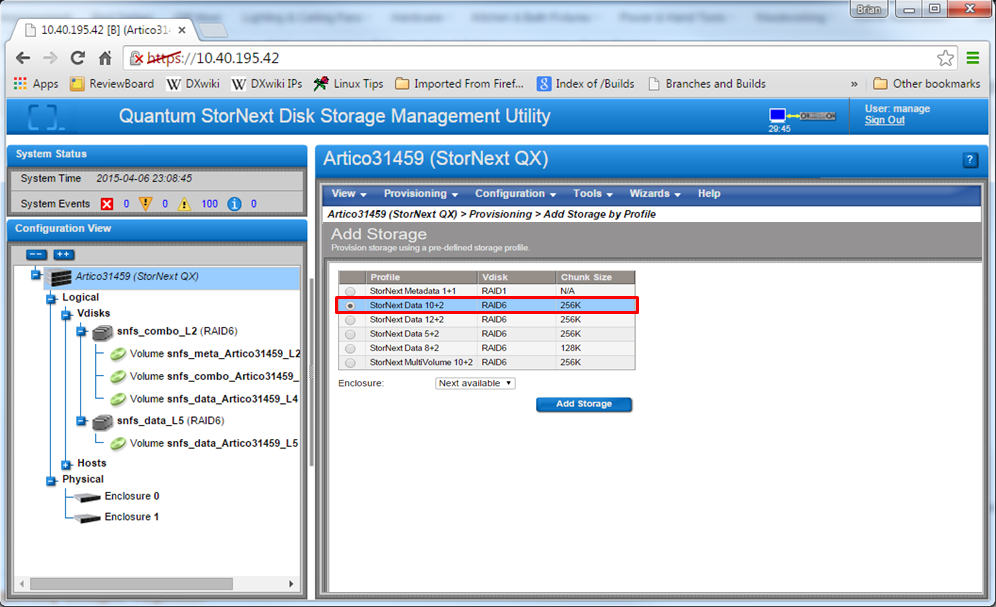 Brian
10.40.195.42 [B] (Artico31
https://10.40.195.42
Apps ReviewBoard DXwiki DXwiki IPs Linux Tips Imported From Firef... Index of /Builds Branches and Builds » Other bookmarks
Quantum StorNext Disk Storage Management Utility
29:45
User: manage
Sign Out
System Status
System Time 2015-04-06 23:08:45
System Events 0 0 100 0
Configuration View
Artico31459 (StorNext QX)
Logical
Vdisks
snfs_combo_L2 (RAID6)
Volume snfs_meta_Artico31459_L2
Volume snfs_combo_Artico31459_
Volume snfs_data_Artico31459_L4
snfs_data_L5 (RAID6)
Volume snfs_data_Artico31459_L5
Hosts
Physical
Enclosure 0
Enclosure 1
Artico31459 (StorNext QX)
?
View Provisioning Configuration Tools Wizards Help
Artico31459 (StorNext QX) > Provisioning > Add Storage by Profile
Add Storage
Provision storage using a pre-defined storage profile.
Profile Vdisk Chunk Size
StorNext Metadata 1+1 RAID1 N/A
StorNext Data 10+2 RAID6 256K
StorNext Data 12+2 RAID6 256K
StorNext Data 5+2 RAID6 256K
StorNext Data 8+2 RAID6 128K
StorNext MultiVolume 10+2 RAID6 256K
Enclosure: Next available
Add Storage